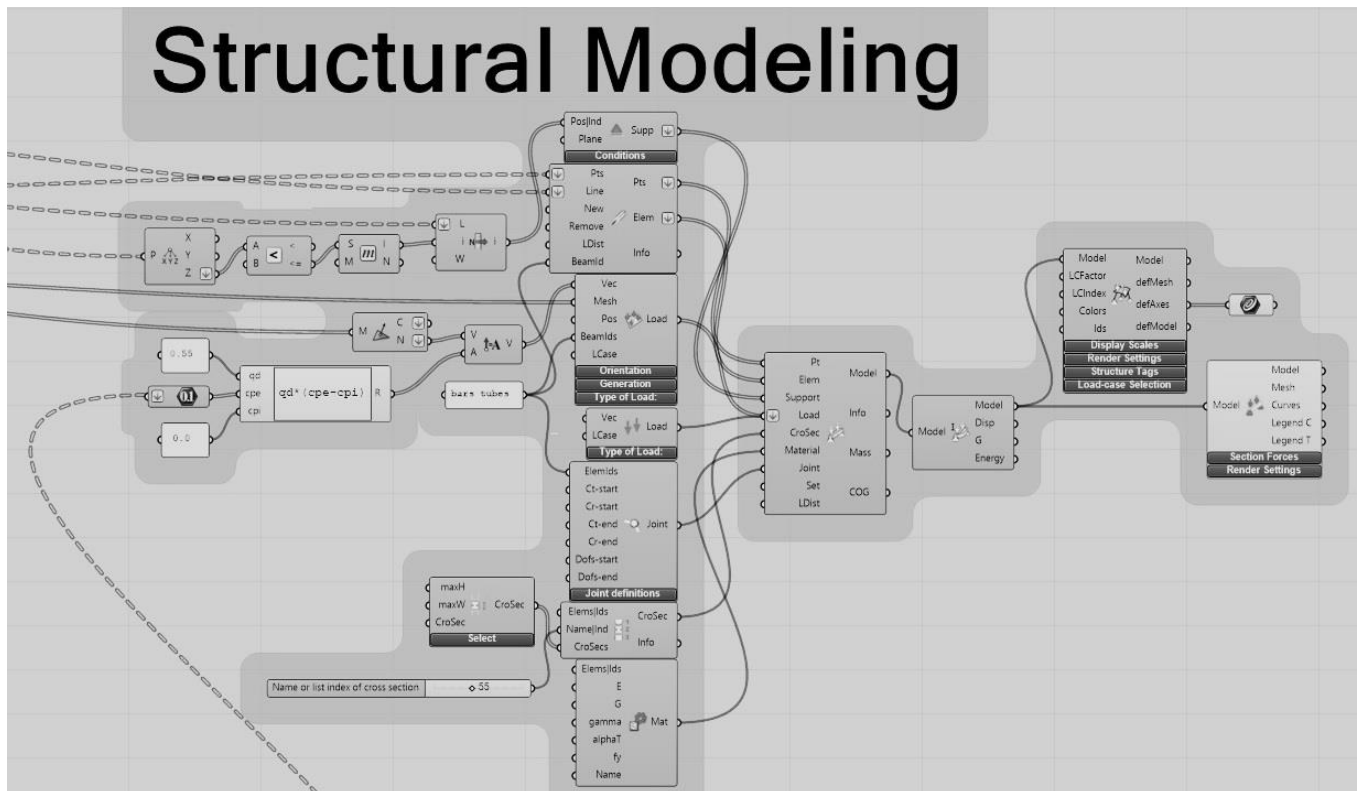 Structural Modeling
Pos|Ind
Plane
Supp
Conditions
Pts
Line
New
Remove
LDist
BeamId
Pts
Elem
Info
P
X
Y
Z
XYZ
A
B
<
<
<=
S
M
m
I
N
L
i
W
N
i
Vec
Mesh
Pos
BeamIds
LCase
Load
Orientation
Generation
Type of Load:
M
C
N
V
A
A
V
0.55
0.1
0.0
qd
cpe
cpi
qd*(cpe-cpi)
R
bars tubes
Vec
LCase
Load
Type of Load:
ElemIds
Ct-start
Cr-start
Ct-end
Cr-end
Dofs-start
Dofs-end
Joint
Joint definitions
maxH
maxW
CroSec
CroSec
Select
Elems|Ids
Name|Ind
CroSecs
CroSec
Info
Name or list index of cross section
55
Elems|Ids
E
G
gamma
alphaT
fy
Name
Mat
Pt
Elem
Support
Load
CroSec
Material
Joint
Set
LDist
Model
Info
Mass
COG
Model
Model
Disp
G
Energy
Model
LCFactor
LCIndex
Colors
Ids
Model
defMesh
defAxes
defModel
Display Scales
Render Settings
Structure Tags
Load-case Selection
Model
Model
Mesh
Curves
Legend C
Legend T
Section Forces
Render Settings